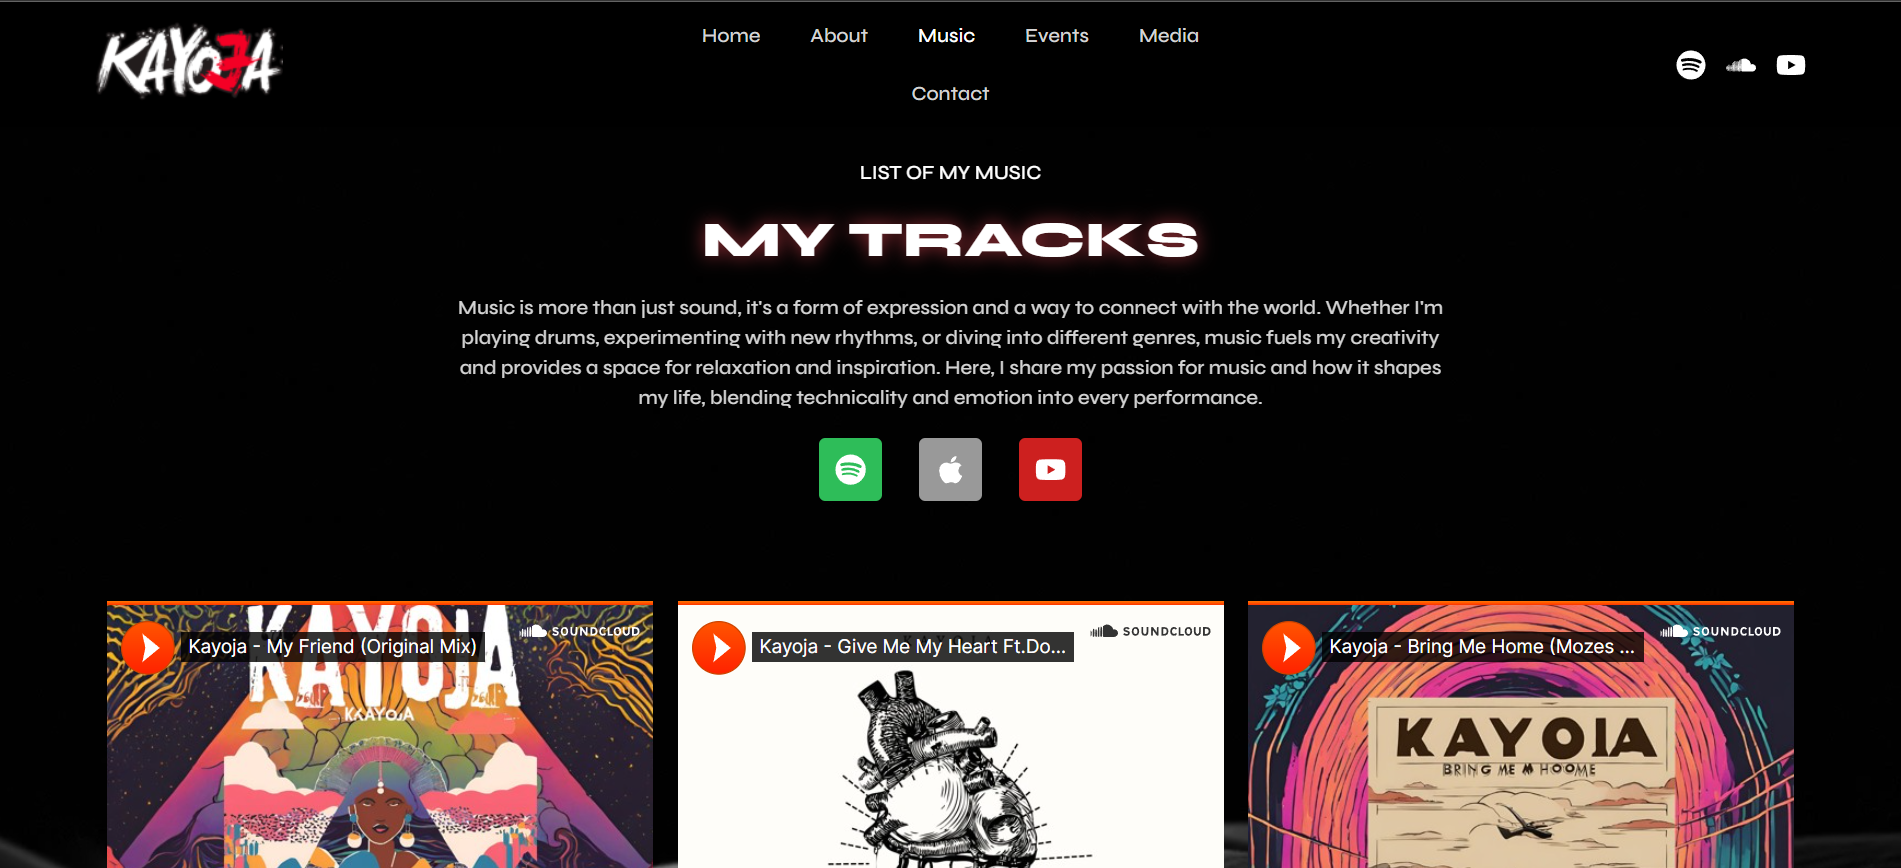 KAYOJA
Home About Music Events Media
Contact
LIST OF MY MUSIC
MY TRACKS
Music is more than just sound, it's a form of expression and a way to connect with the world. Whether I'm
playing drums, experimenting with new rhythms, or diving into different genres, music fuels my creativity
and provides a space for relaxation and inspiration. Here, I share my passion for music and how it shapes
my life, blending technicality and emotion into every performance.
Kayoja - My Friend (Original Mix)
SOUNDCLOUD
KAYOJA
KKAYOJA
Kayoja - Give Me My Heart Ft.Do...
SOUNDCLOUD
Kayoja - Bring Me Home (Mozes ...
SOUNDCLOUD
KAYOIA
BRING ME M HOOME